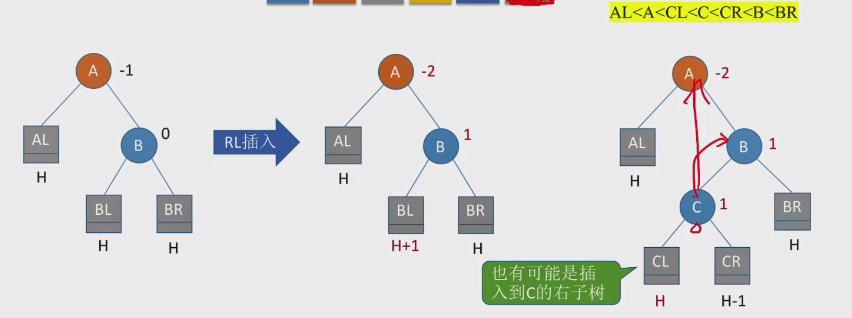 AL<A<CL<C<CR<B<BR
A -1
AL
B 0
H
BL BR
H H
RL插入
A -2
AL
B 1
H
BL BR
H+1 H
A -2
AL
B 1
H
C 1
BR
H
CL CR
H H-1
也有可能是插
入到C的右子树